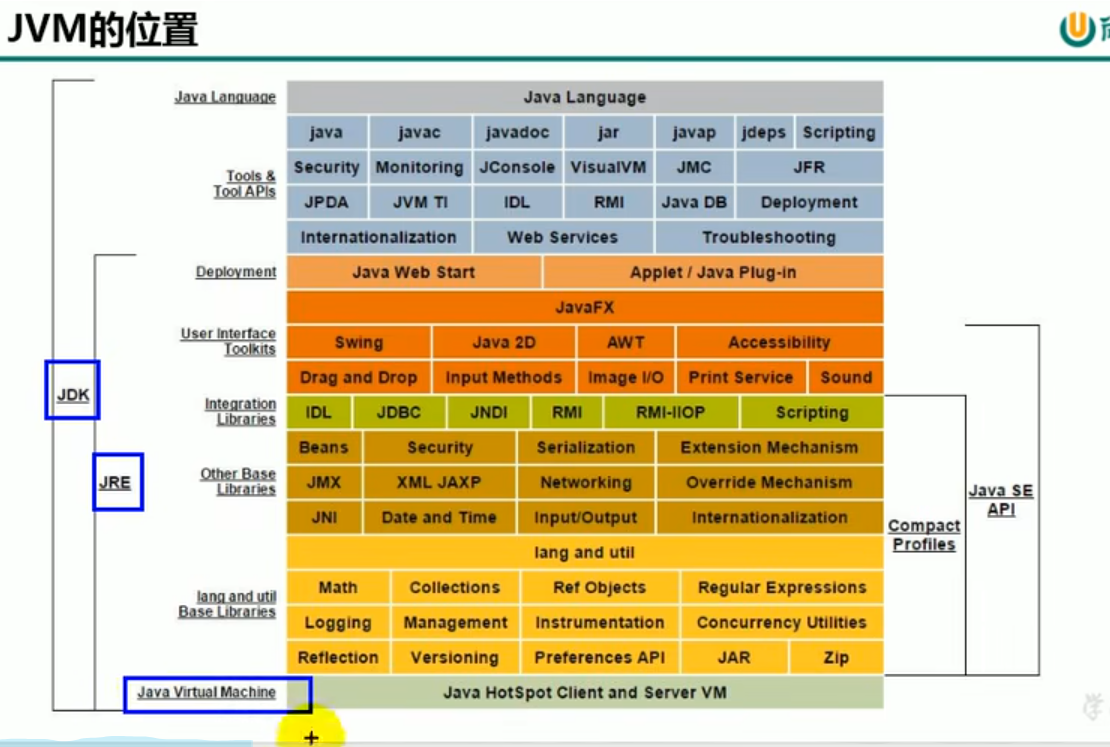 JVM的位置
Java Language
Java Language
java javac javadoc jar javap jdeps Scripting
Tools & Tool APIs
Security Monitoring JConsole VisualVM JMC JFR
JPDA JVM TI IDL RMI Java DB Deployment
Internationalization Web Services Troubleshooting
Deployment
Java Web Start Applet / Java Plug-in
JavaFX
User Interface Toolkits
Swing Java 2D AWT Accessibility
Drag and Drop Input Methods Image I/O Print Service Sound
Integration Libraries
IDL JDBC JNDI RMI RMI-IIOP Scripting
Beans Security Serialization Extension Mechanism
Other Base Libraries
JMX XML JAXP Networking Override Mechanism
JNI Date and Time Input/Output Internationalization
lang and util
lang and util Base Libraries
Math Collections Ref Objects Regular Expressions
Logging Management Instrumentation Concurrency Utilities
Reflection Versioning Preferences API JAR Zip
Java Virtual Machine
Java HotSpot Client and Server VM
JDK
JRE
Compact Profiles
Java SE API